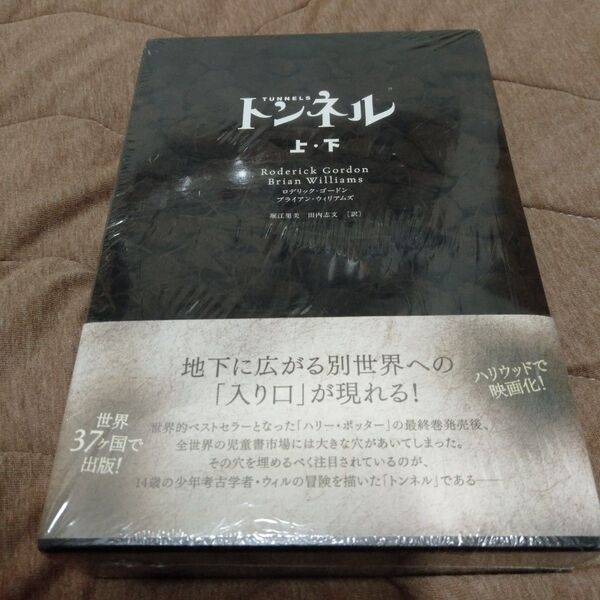 TUNNELS
トンネル
上・下
Roderick Gordon
Brian Williams
ロデリック・ゴードン
ブライアン・ウィリアムズ
堀江里美 田内志文 [訳]
地下に広がる別世界への
「入り口」が現れる!
ハリウッドで
映画化!
世界
37ヶ国で
出版!
世界的ベストセラーとなった「ハリー・ポッター」の最終巻発売後、
全世界の児童書市場には大きな穴があいてしまった。
その穴を埋めるべく注目されているのが、
14歳の少年考古学者・ウィルの冒険を描いた「トンネル」である——